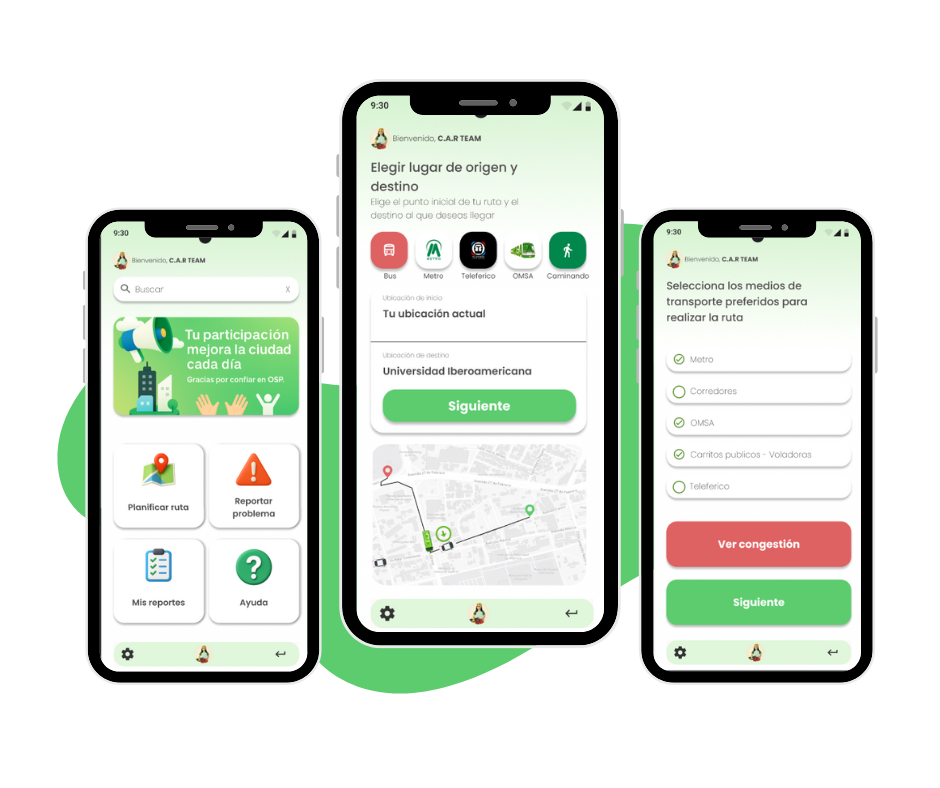 9:30
Bienvenido, C.A.R TEAM
Buscar
X
Tu participación
mejora la ciudad
cada día
Gracias por confiar en OSP.
Planificar ruta
Reportar
problema
Mis reportes
Ayuda
9:30
Bienvenido, C.A.R TEAM
Elegir lugar de origen y
destino
Elige el punto inicial de tu ruta y el
destino al que deseas llegar
METRO
Bus
Metro
Teleferico
OMSA
Caminando
Ubicación de inicio
Tu ubicación actual
Ubicación de destino
Universidad Iberoamericana
Siguiente
9:30
Bienvenido, C.A.R TEAM
Selecciona los medios de
transporte preferidos para
realizar la ruta
Metro
Corredores
OMSA
Carritos publicos - Voladoras
Teleferico
Ver congestión
Siguiente